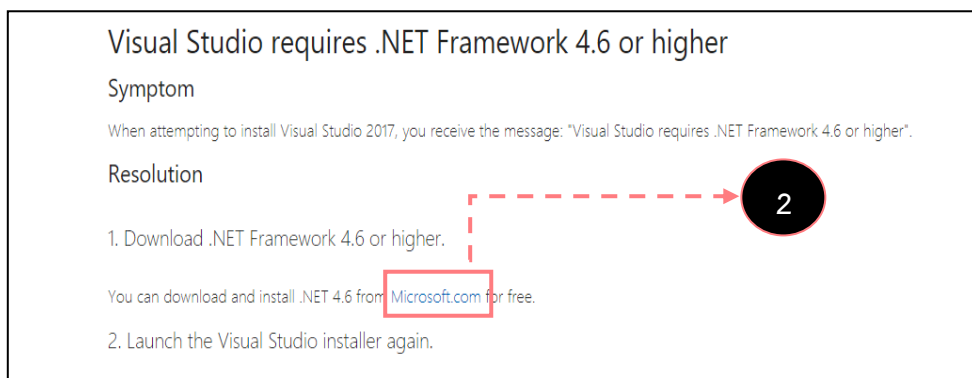 Visual Studio requires .NET Framework 4.6 or higher
Symptom
When attempting to install Visual Studio 2017, you receive the message: "Visual Studio requires .NET Framework 4.6 or higher".
Resolution
2
1. Download .NET Framework 4.6 or higher.
You can download and install .NET 4.6 from Microsoft.com for free.
2. Launch the Visual Studio installer again.